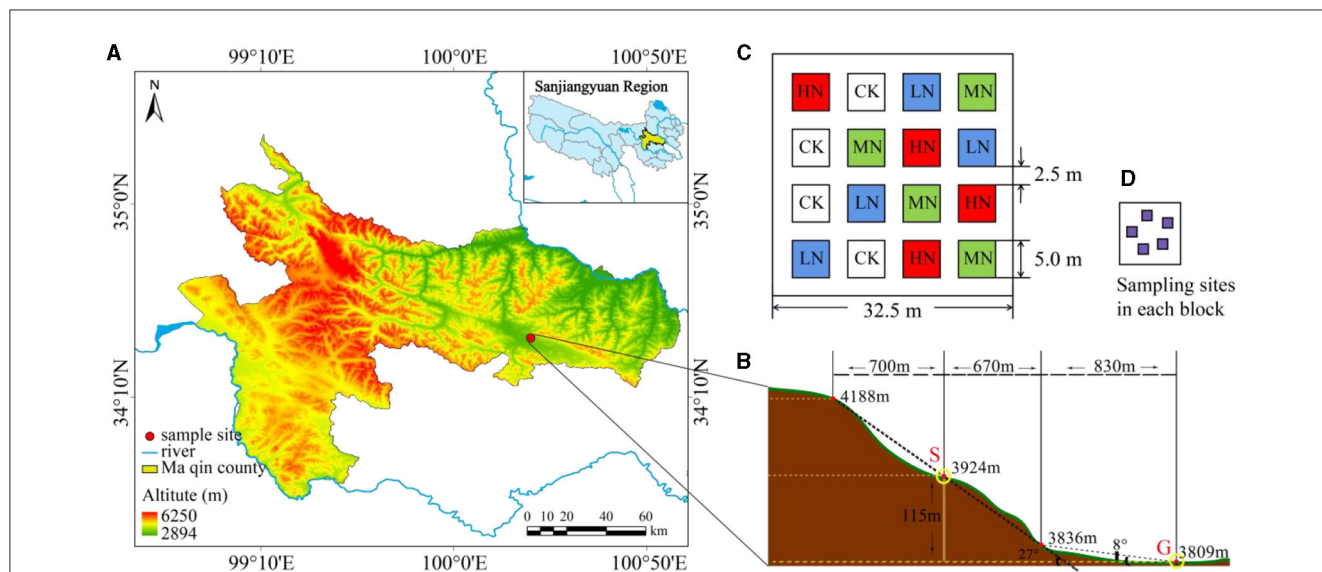 A
99°10'E 100°0'E 100°50'E
N
Sanjiangyuan Region
35°0'N
34°10'N
35°0'N
34°10'N
sample site
river
Ma qin county
Altitute (m)
6250
2894
0 10 20 40 60
km
99°10'E 100°0'E 100°50'E
C
HN CK LN MN
CK MN HN LN
2.5 m
CK LN MN HN
LN CK HN MN
5.0 m
32.5 m
D
Sampling sites
in each block
B
700m 670m 830m
4188m
S
3924m
115m
3836m
27°
8°
G
3809m